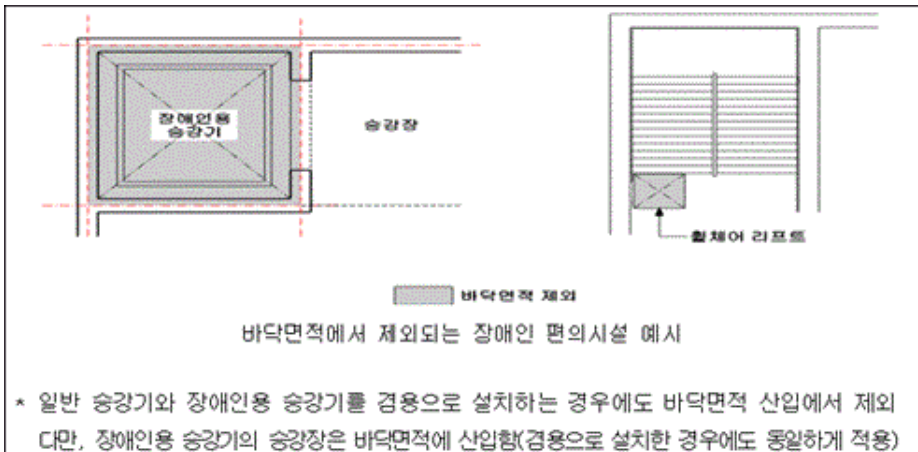 장애인용
승강기
승강장
휠체어 리프트
바닥면적 제외
바닥면적에서 제외되는 장애인 편의시설 예시
* 일반 승강기와 장애인용 승강기를 겸용으로 설치하는 경우에도 바닥면적 산입에서 제외
다만, 장애인용 승강기의 승강장은 바닥면적에 산입함(겸용으로 설치한 경우에도 동일하게 적용)